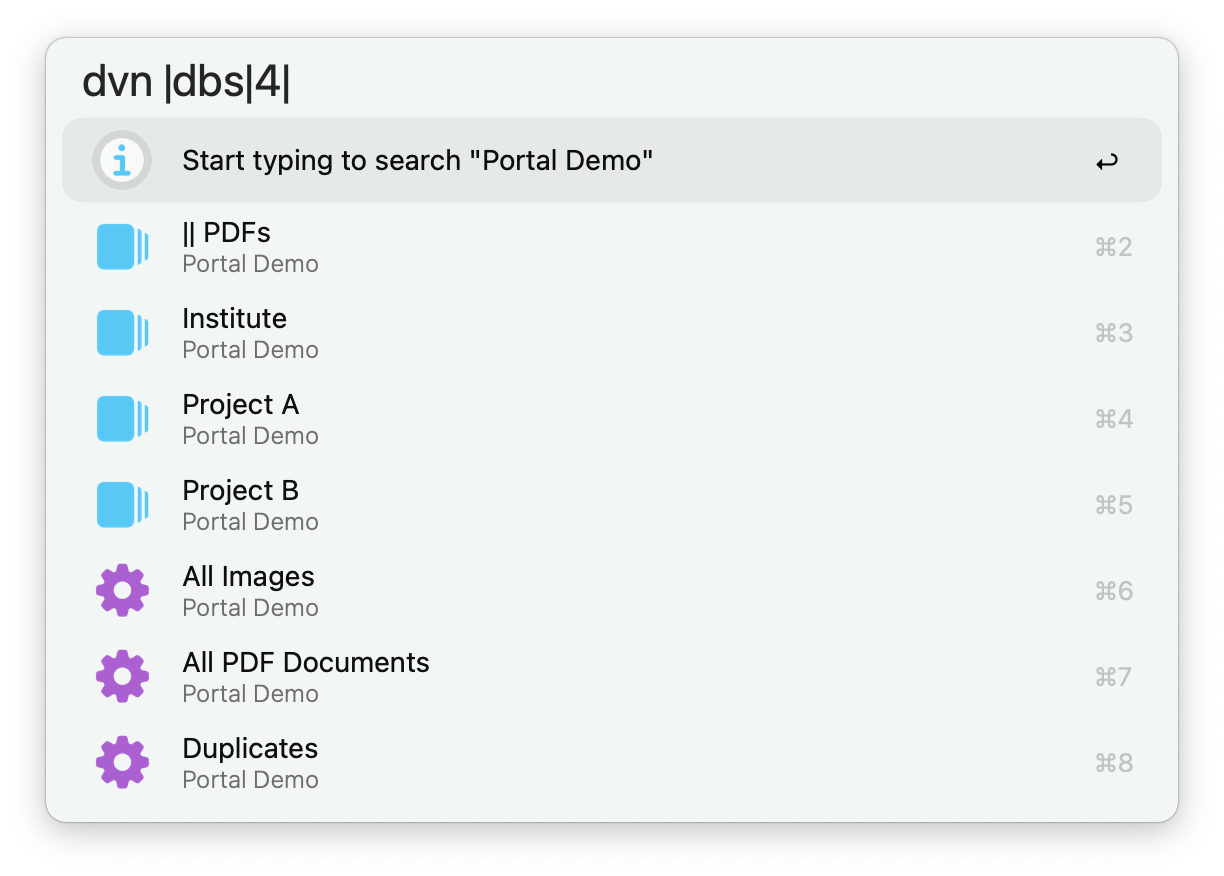 dvn |dbs|4|
Start typing to search "Portal Demo"
↩
|| PDFs
Portal Demo
⌘2
Institute
Portal Demo
⌘3
Project A
Portal Demo
⌘4
Project B
Portal Demo
⌘5
All Images
Portal Demo
⌘6
All PDF Documents
Portal Demo
⌘7
Duplicates
Portal Demo
⌘8